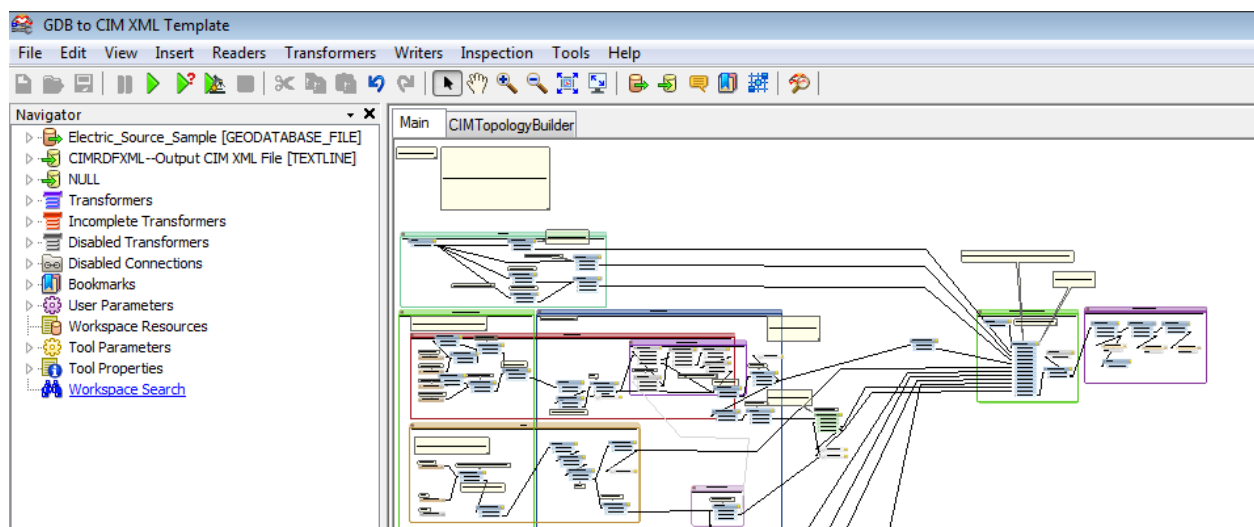 GDB to CIM XML Template
File Edit View Insert Readers Transformers Writers Inspection Tools Help
Navigator
Electric_Source_Sample [GEODATABASE_FILE]
CIMRDFXML--Output CIM XML File [TEXTLINE]
NULL
Transformers
Incomplete Transformers
Disabled Transformers
Disabled Connections
Bookmarks
User Parameters
Workspace Resources
Tool Parameters
Tool Properties
Workspace Search
Main CIMTopologyBuilder